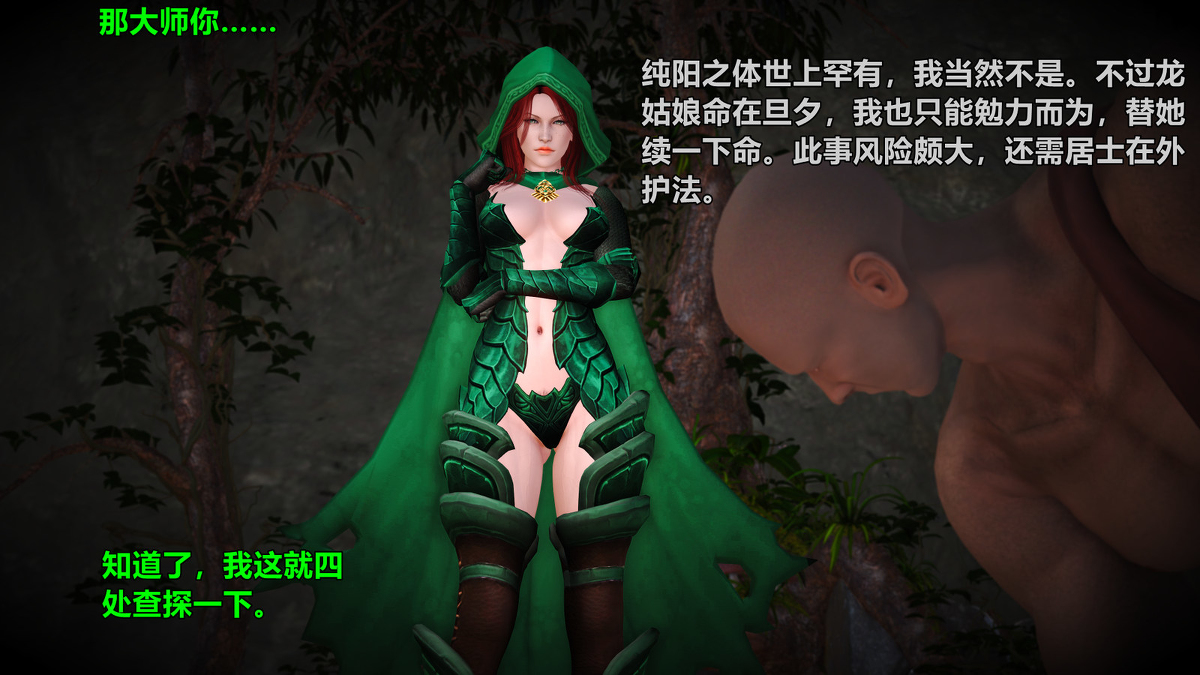 那大师你……
纯阳之体世上罕有，我当然不是。不过龙
姑娘命在旦夕，我也只能勉力而为，替她
续一下命。此事风险颇大，还需居士在外
护法。
知道了，我这就四
处查探一下。